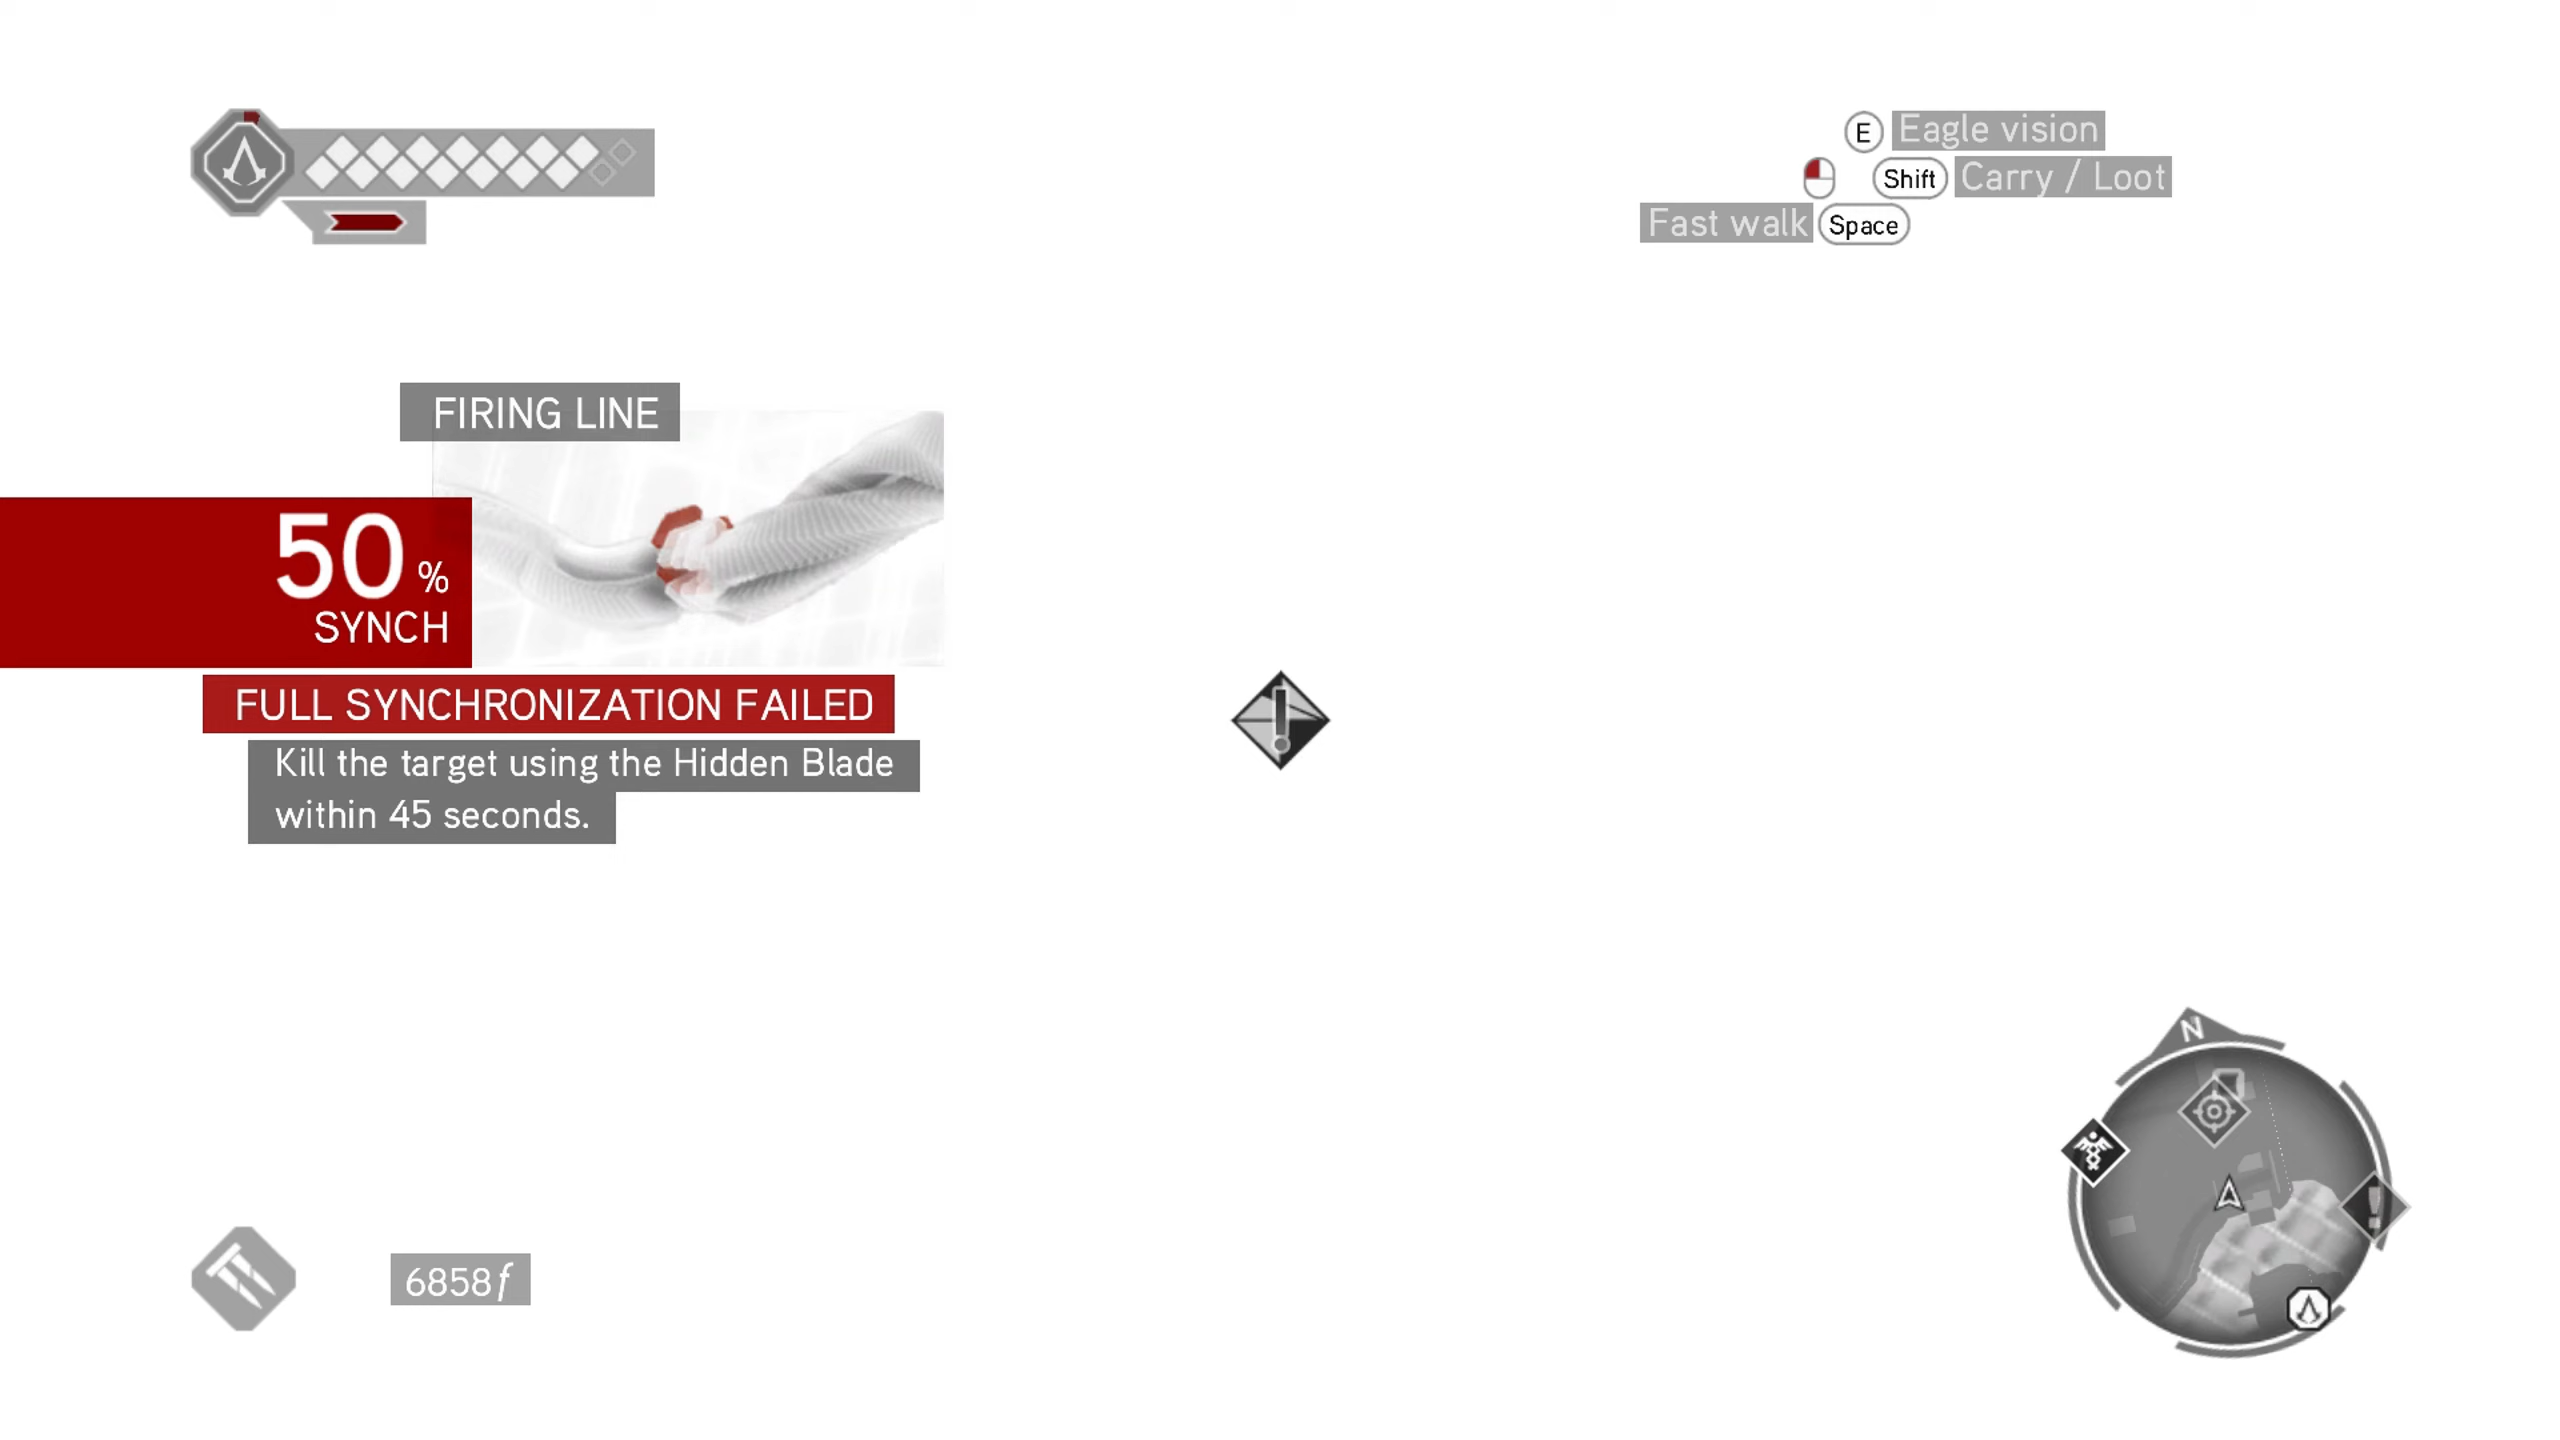 E Eagle vision
Shift Carry / Loot
Fast walk Space
FIRING LINE
50 %
SYNCH
FULL SYNCHRONIZATION FAILED
Kill the target using the Hidden Blade
within 45 seconds.
N
6858 f